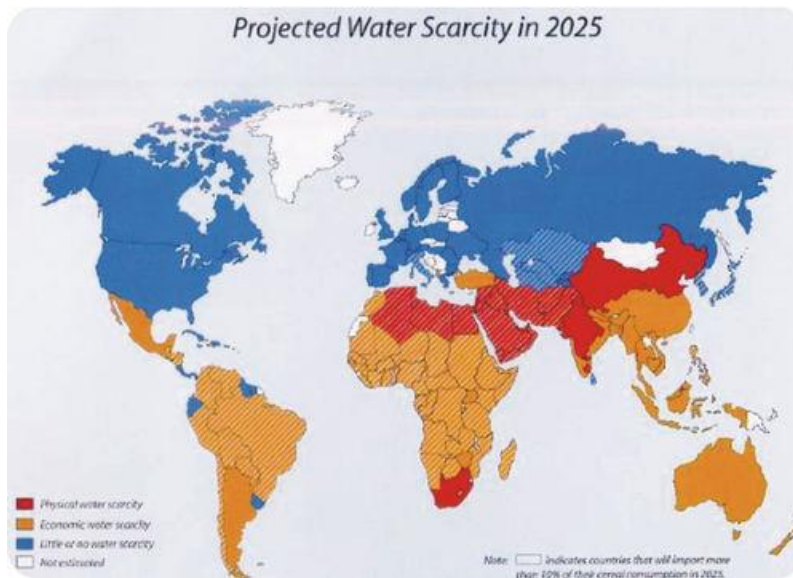 Projected Water Scarcity in 2025
Physical water scarcity
Economic water scarcity
Little or no water scarcity
Not estimated
Note: indicates countries that will import more
than 10% of their cereal consumption in 2025.